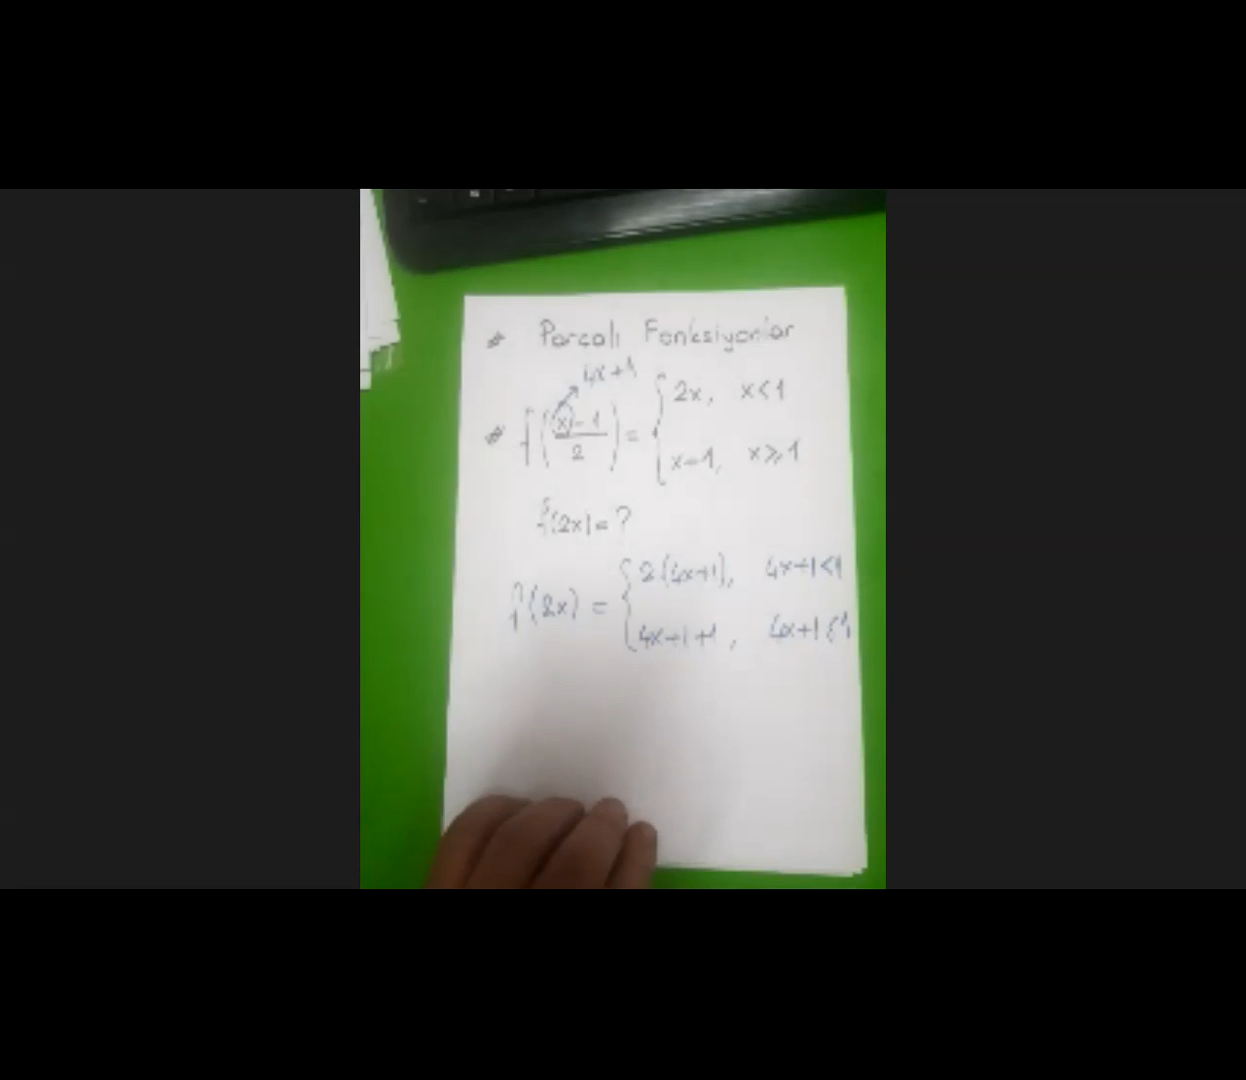 * Parçalı Fonksiyonlar
4x+1
* f((x)-1/2) = { 2x, x<1
x-1, x≥1
f(2x)=?
f(2x) = { 2(4x+1), 4x+1<1
4x+1+1, 4x+1